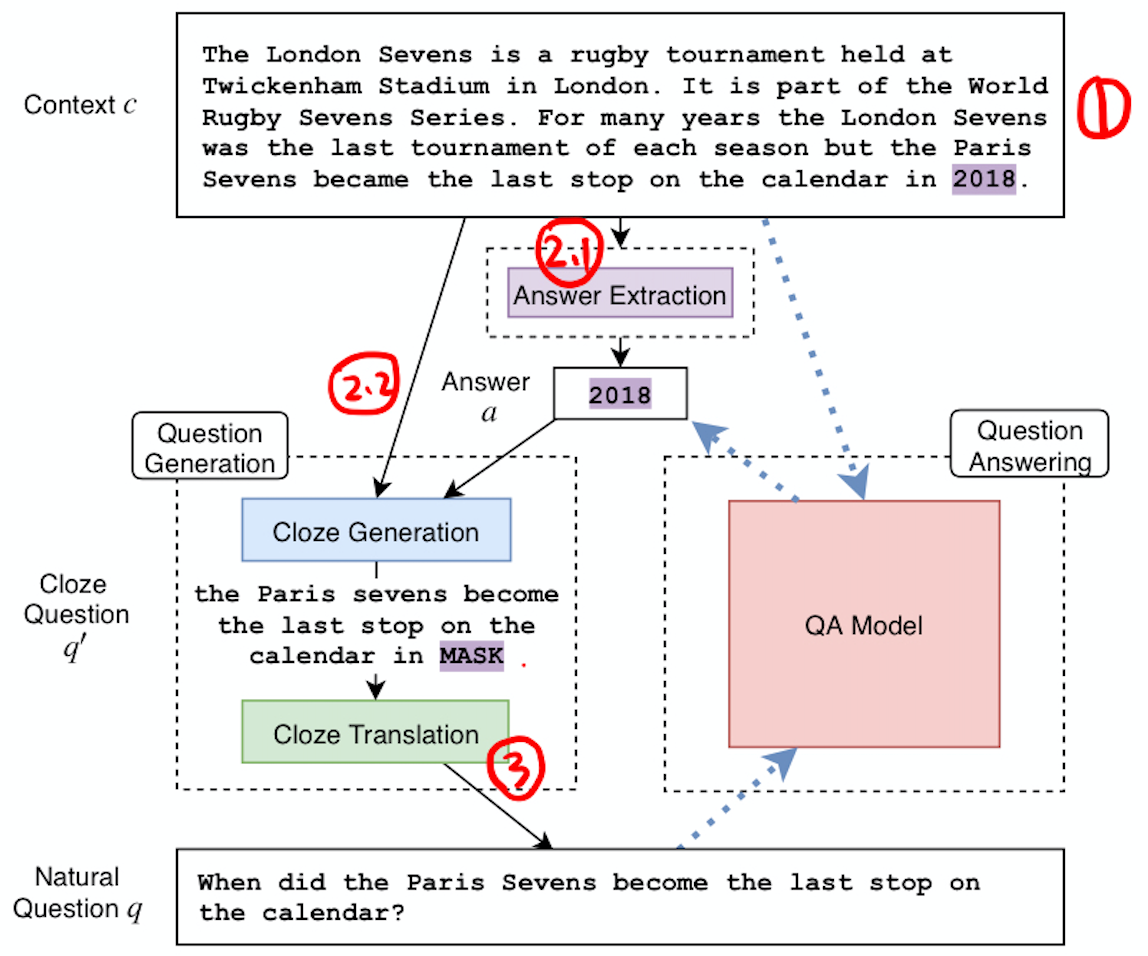 The London Sevens is a rugby tournament held at
Twickenham Stadium in London. It is part of the World
Rugby Sevens Series. For many years the London Sevens
was the last tournament of each season but the Paris
Sevens became the last stop on the calendar in 2018.
Context c
1
2.1
Answer Extraction
2.2
Answer
a
2018
Question
Generation
Question
Answering
Cloze Generation
Cloze
Question
q′
the Paris sevens become
the last stop on the
calendar in MASK .
QA Model
Cloze Translation
3
Natural
Question q
When did the Paris Sevens become the last stop on
the calendar?